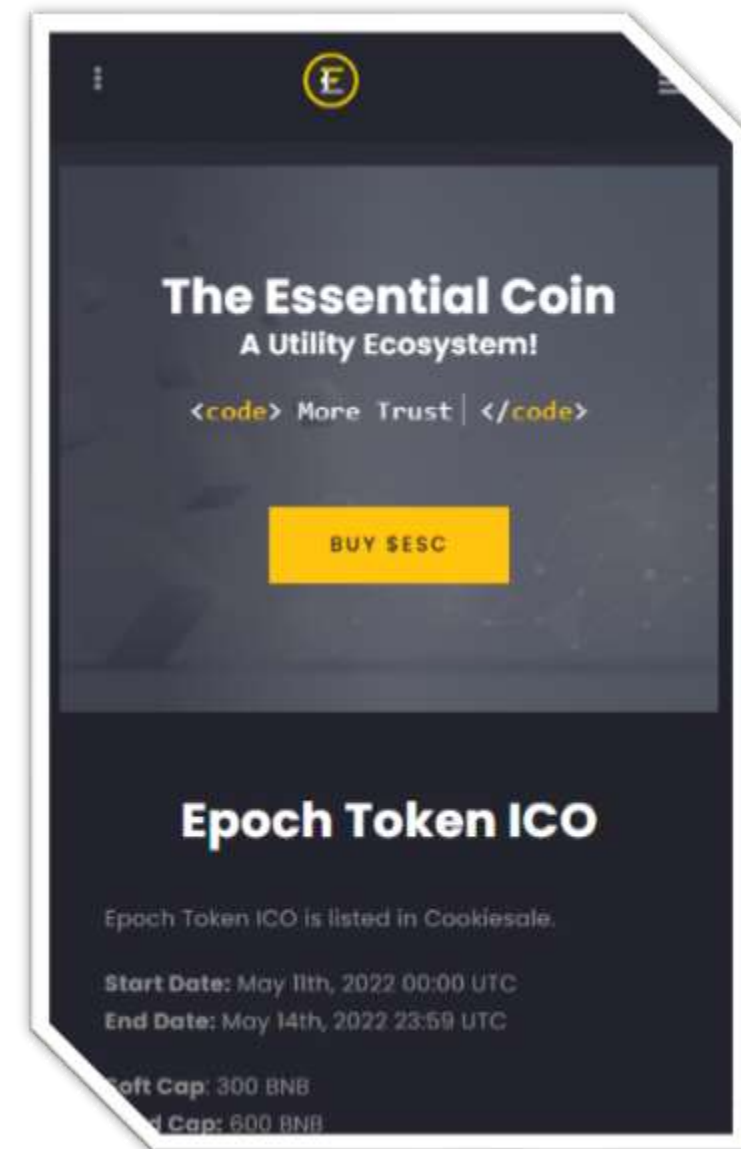 E
The Essential Coin
A Utility Ecosystem!
<code> More Trust| </code>
BUY $ESC
Epoch Token ICO
Epoch Token ICO is listed in Cookiesale.
Start Date: May 11th, 2022 00:00 UTC
End Date: May 14th, 2022 23:59 UTC
Soft Cap: 300 BNB
Cap: 600 BNB